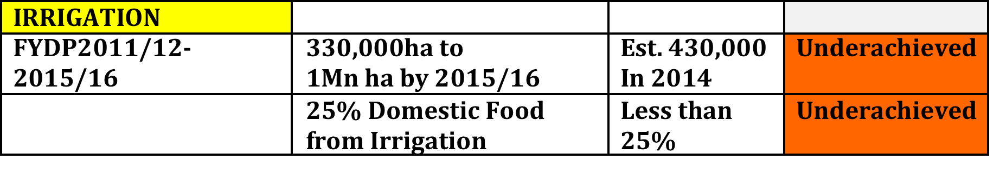 IRRIGATION
FYDP2011/12-
2015/16
330,000ha to
1Mn ha by 2015/16
Est. 430,000
In 2014
Underachieved
25% Domestic Food
from Irrigation
Less than
25%
Underachieved